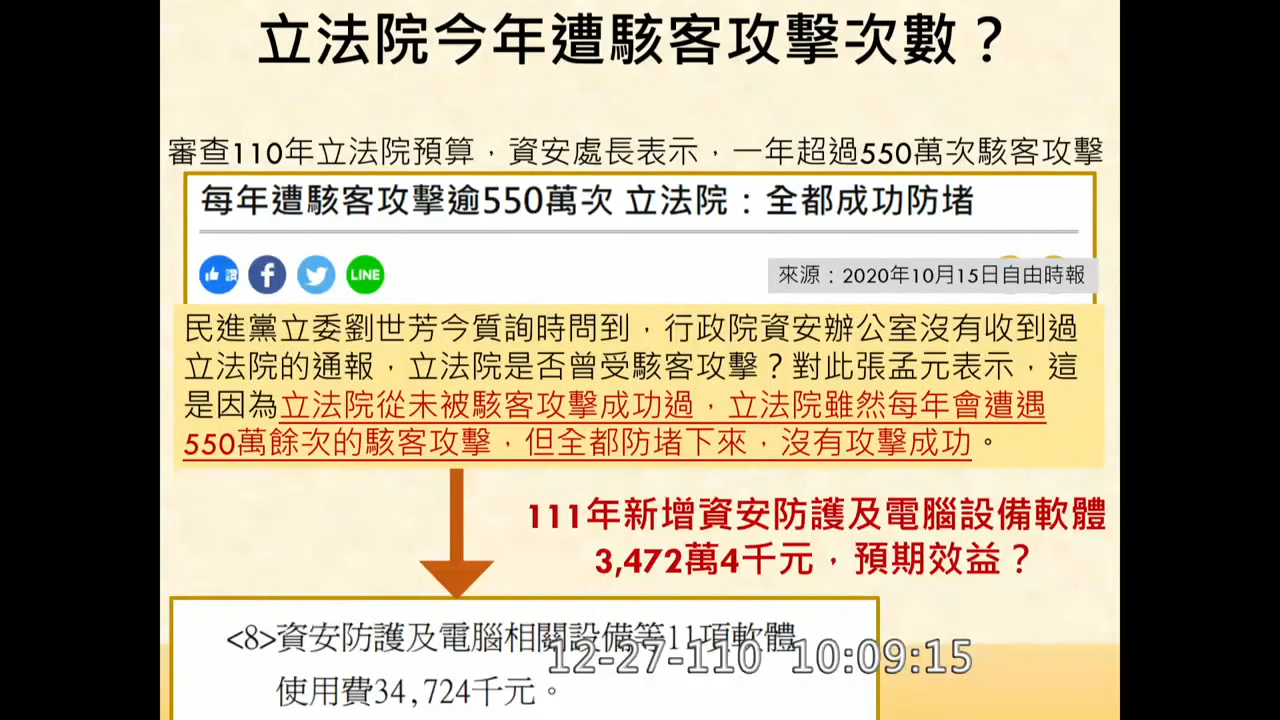 立法院今年遭駭客攻擊次數？
審查110年立法院預算，資安處長表示，一年超過550萬次駭客攻擊
每年遭駭客攻擊逾550萬次 立法院：全都成功防堵
讚 f LINE
來源：2020年10月15日自由時報
民進黨立委劉世芳今質詢時問到，行政院資安辦公室沒有收到過
立法院的通報，立法院是否曾受駭客攻擊？對此張孟元表示，這
是因為立法院從未被駭客攻擊成功過，立法院雖然每年會遭遇
550萬餘次的駭客攻擊，但全都防堵下來，沒有攻擊成功。
111年新增資安防護及電腦設備軟體
3,472萬4千元，預期效益？
<8>資安防護及電腦相關設備等11項軟體
使用費34,724千元。
12-27-110 10:09:15